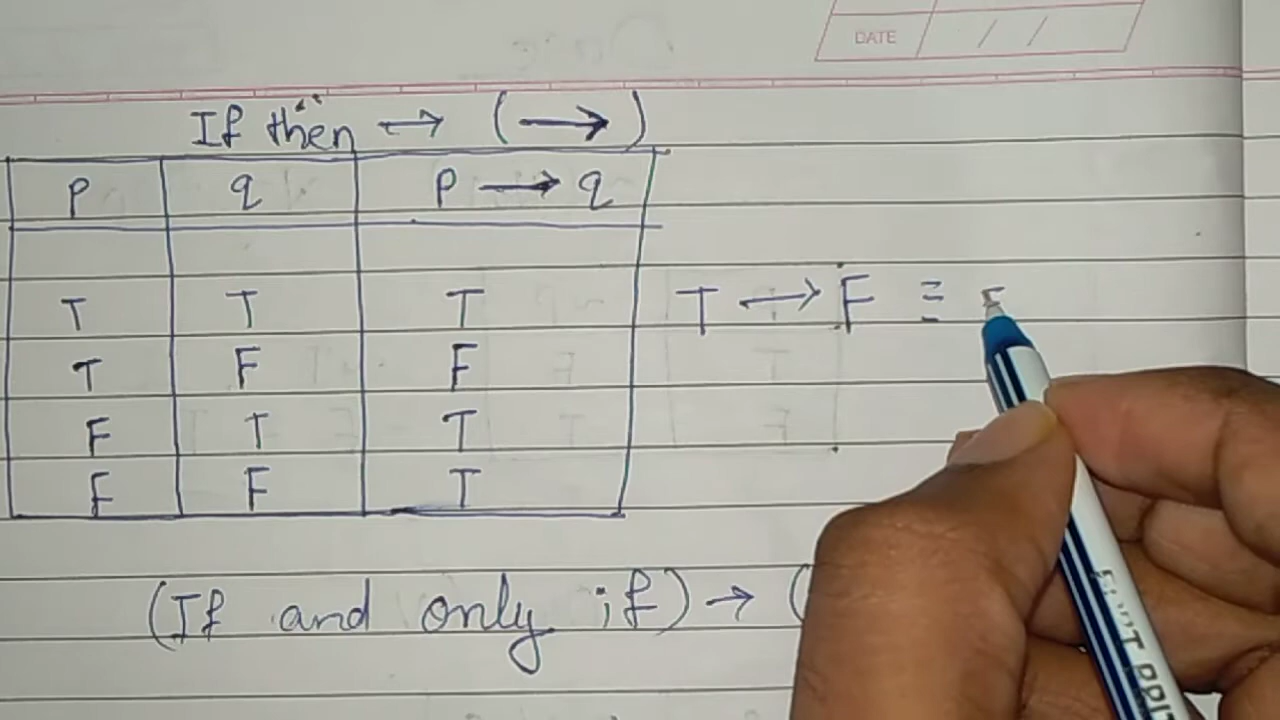 DATE / /
If then → (→)
P q P → q
T T T T → F ≡
T F F
F T T
F F T
(If and only if) → (